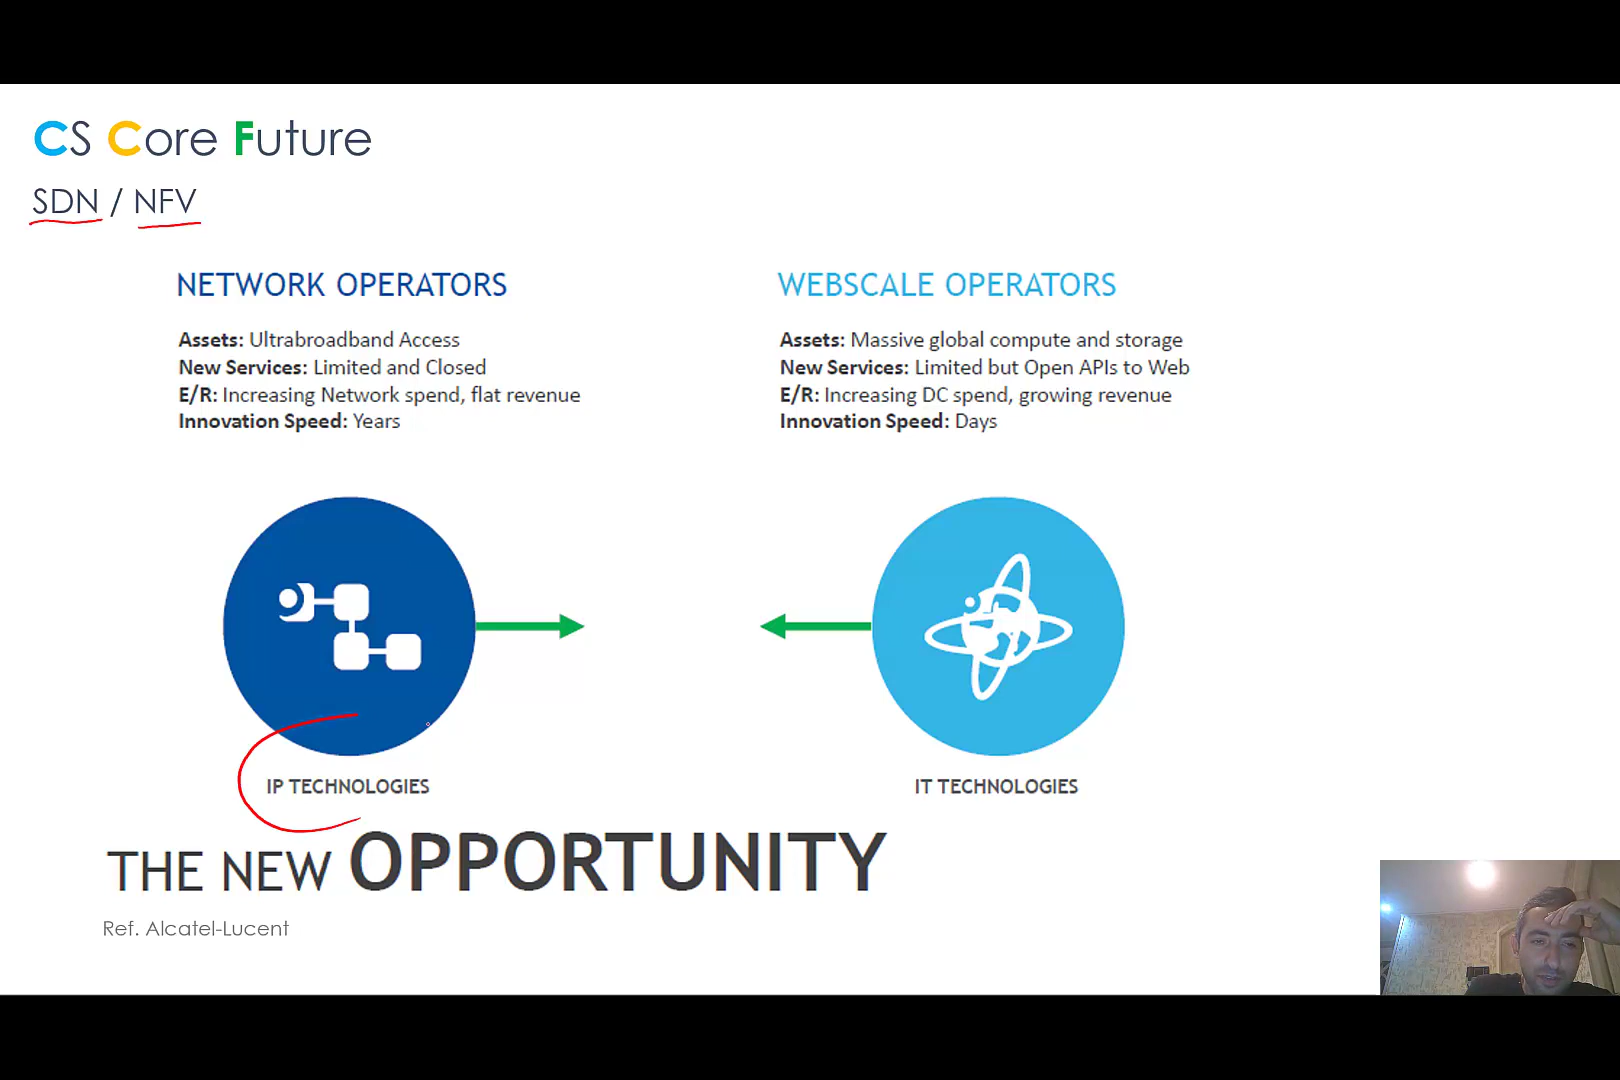 CS Core Future
SDN / NFV
NETWORK OPERATORS
Assets: Ultrabroadband Access
New Services: Limited and Closed
E/R: Increasing Network spend, flat revenue
Innovation Speed: Years
WEBSCALE OPERATORS
Assets: Massive global compute and storage
New Services: Limited but Open APIs to Web
E/R: Increasing DC spend, growing revenue
Innovation Speed: Days
IP TECHNOLOGIES
IT TECHNOLOGIES
THE NEW OPPORTUNITY
Ref. Alcatel-Lucent